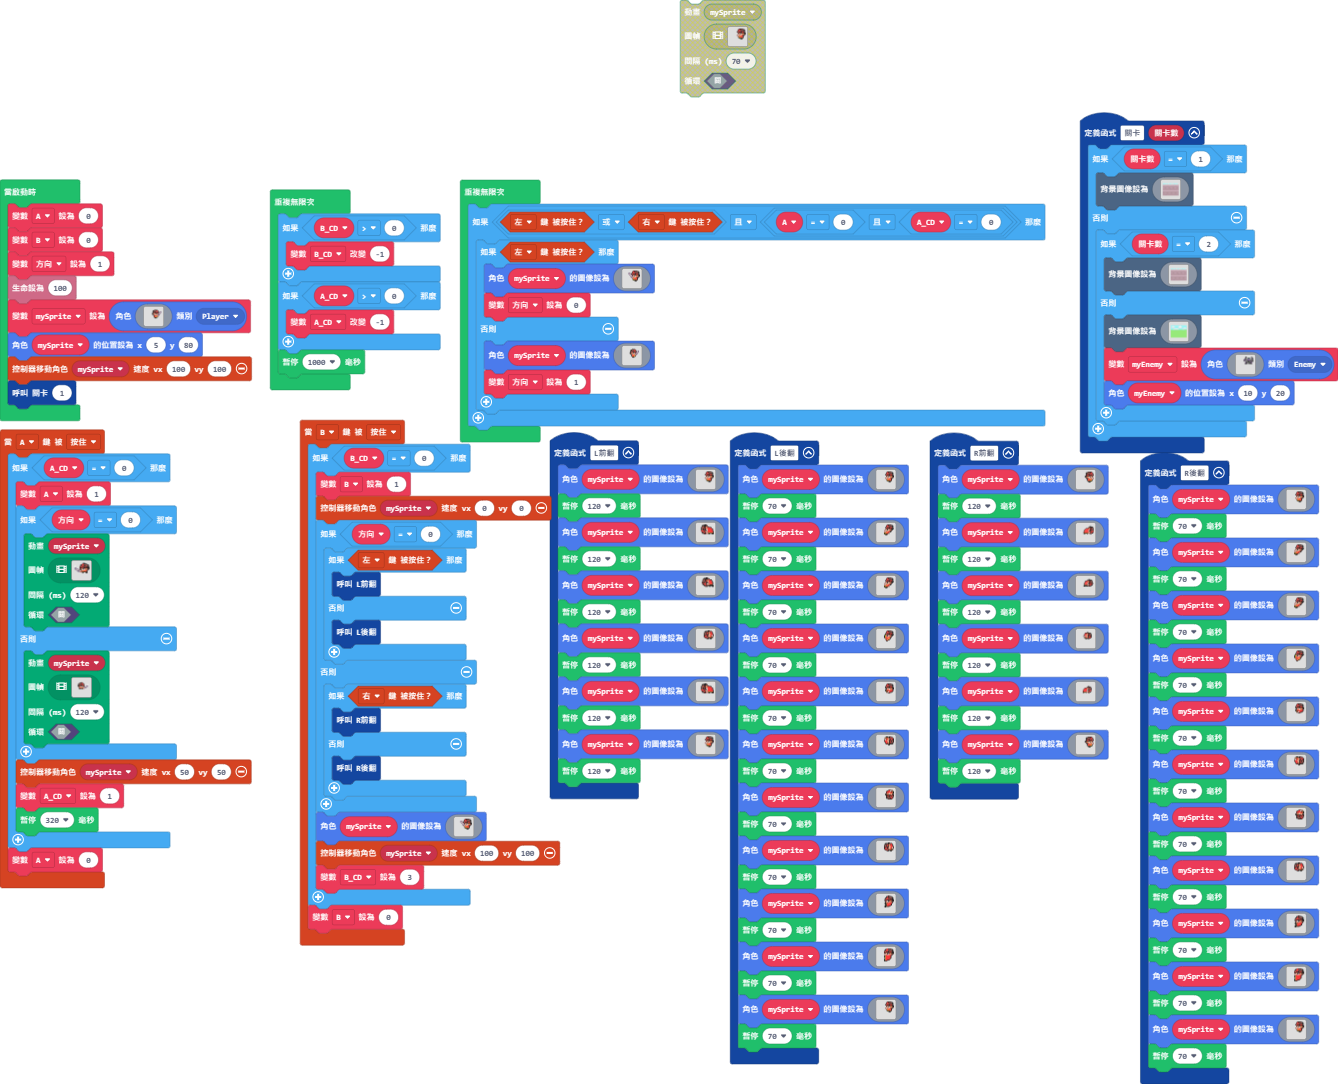 動畫 mySprite
圖幀
間隔 (ms) 70
循環 關
定義函式 關卡 關卡數
如果 關卡數 = 1 那麼
背景圖像設為
否則
如果 關卡數 = 2 那麼
背景圖像設為
否則
背景圖像設為
變數 myEnemy 設為 角色 類別 Enemy
角色 myEnemy 的位置設為 x 10 y 20
當啟動時
變數 A 設為 0
變數 B 設為 0
變數 方向 設為 1
生命設為 100
變數 mySprite 設為 角色 類別 Player
角色 mySprite 的位置設為 x 5 y 80
控制器移動角色 mySprite 速度 vx 100 vy 100
呼叫 關卡 1
重複無限次
如果 B_CD > 0 那麼
變數 B_CD 改變 -1
如果 A_CD > 0 那麼
變數 A_CD 改變 -1
暫停 1000 毫秒
重複無限次
如果 左 鍵 被按住? 或 右 鍵 被按住? 且 A = 0 且 A_CD = 0 那麼
如果 左 鍵 被按住? 那麼
角色 mySprite 的圖像設為
變數 方向 設為 0
否則
角色 mySprite 的圖像設為
變數 方向 設為 1
當 A 鍵 被 按住
如果 A_CD = 0 那麼
變數 A 設為 1
如果 方向 = 0 那麼
動畫 mySprite
圖幀
間隔 (ms) 120
循環 關
否則
動畫 mySprite
圖幀
間隔 (ms) 120
循環 關
控制器移動角色 mySprite 速度 vx 50 vy 50
變數 A_CD 設為 1
暫停 320 毫秒
變數 A 設為 0
當 B 鍵 被 按住
如果 B_CD = 0 那麼
變數 B 設為 1
控制器移動角色 mySprite 速度 vx 0 vy 0
如果 方向 = 0 那麼
如果 左 鍵 被按住? 那麼
呼叫 L前翻
否則
呼叫 L後翻
否則
如果 右 鍵 被按住? 那麼
呼叫 R前翻
否則
呼叫 R後翻
角色 mySprite 的圖像設為
控制器移動角色 mySprite 速度 vx 100 vy 100
變數 B_CD 設為 3
變數 B 設為 0
定義函式 L前翻
角色 mySprite 的圖像設為
暫停 120 毫秒
角色 mySprite 的圖像設為
暫停 120 毫秒
角色 mySprite 的圖像設為
暫停 120 毫秒
角色 mySprite 的圖像設為
暫停 120 毫秒
角色 mySprite 的圖像設為
暫停 120 毫秒
角色 mySprite 的圖像設為
暫停 120 毫秒
定義函式 L後翻
角色 mySprite 的圖像設為
暫停 70 毫秒
角色 mySprite 的圖像設為
暫停 70 毫秒
角色 mySprite 的圖像設為
暫停 70 毫秒
角色 mySprite 的圖像設為
暫停 70 毫秒
角色 mySprite 的圖像設為
暫停 70 毫秒
角色 mySprite 的圖像設為
暫停 70 毫秒
角色 mySprite 的圖像設為
暫停 70 毫秒
角色 mySprite 的圖像設為
暫停 70 毫秒
角色 mySprite 的圖像設為
暫停 70 毫秒
角色 mySprite 的圖像設為
暫停 70 毫秒
角色 mySprite 的圖像設為
暫停 70 毫秒
定義函式 R前翻
角色 mySprite 的圖像設為
暫停 120 毫秒
角色 mySprite 的圖像設為
暫停 120 毫秒
角色 mySprite 的圖像設為
暫停 120 毫秒
角色 mySprite 的圖像設為
暫停 120 毫秒
角色 mySprite 的圖像設為
暫停 120 毫秒
角色 mySprite 的圖像設為
暫停 120 毫秒
定義函式 R後翻
角色 mySprite 的圖像設為
暫停 70 毫秒
角色 mySprite 的圖像設為
暫停 70 毫秒
角色 mySprite 的圖像設為
暫停 70 毫秒
角色 mySprite 的圖像設為
暫停 70 毫秒
角色 mySprite 的圖像設為
暫停 70 毫秒
角色 mySprite 的圖像設為
暫停 70 毫秒
角色 mySprite 的圖像設為
暫停 70 毫秒
角色 mySprite 的圖像設為
暫停 70 毫秒
角色 mySprite 的圖像設為
暫停 70 毫秒
角色 mySprite 的圖像設為
暫停 70 毫秒
角色 mySprite 的圖像設為
暫停 70 毫秒